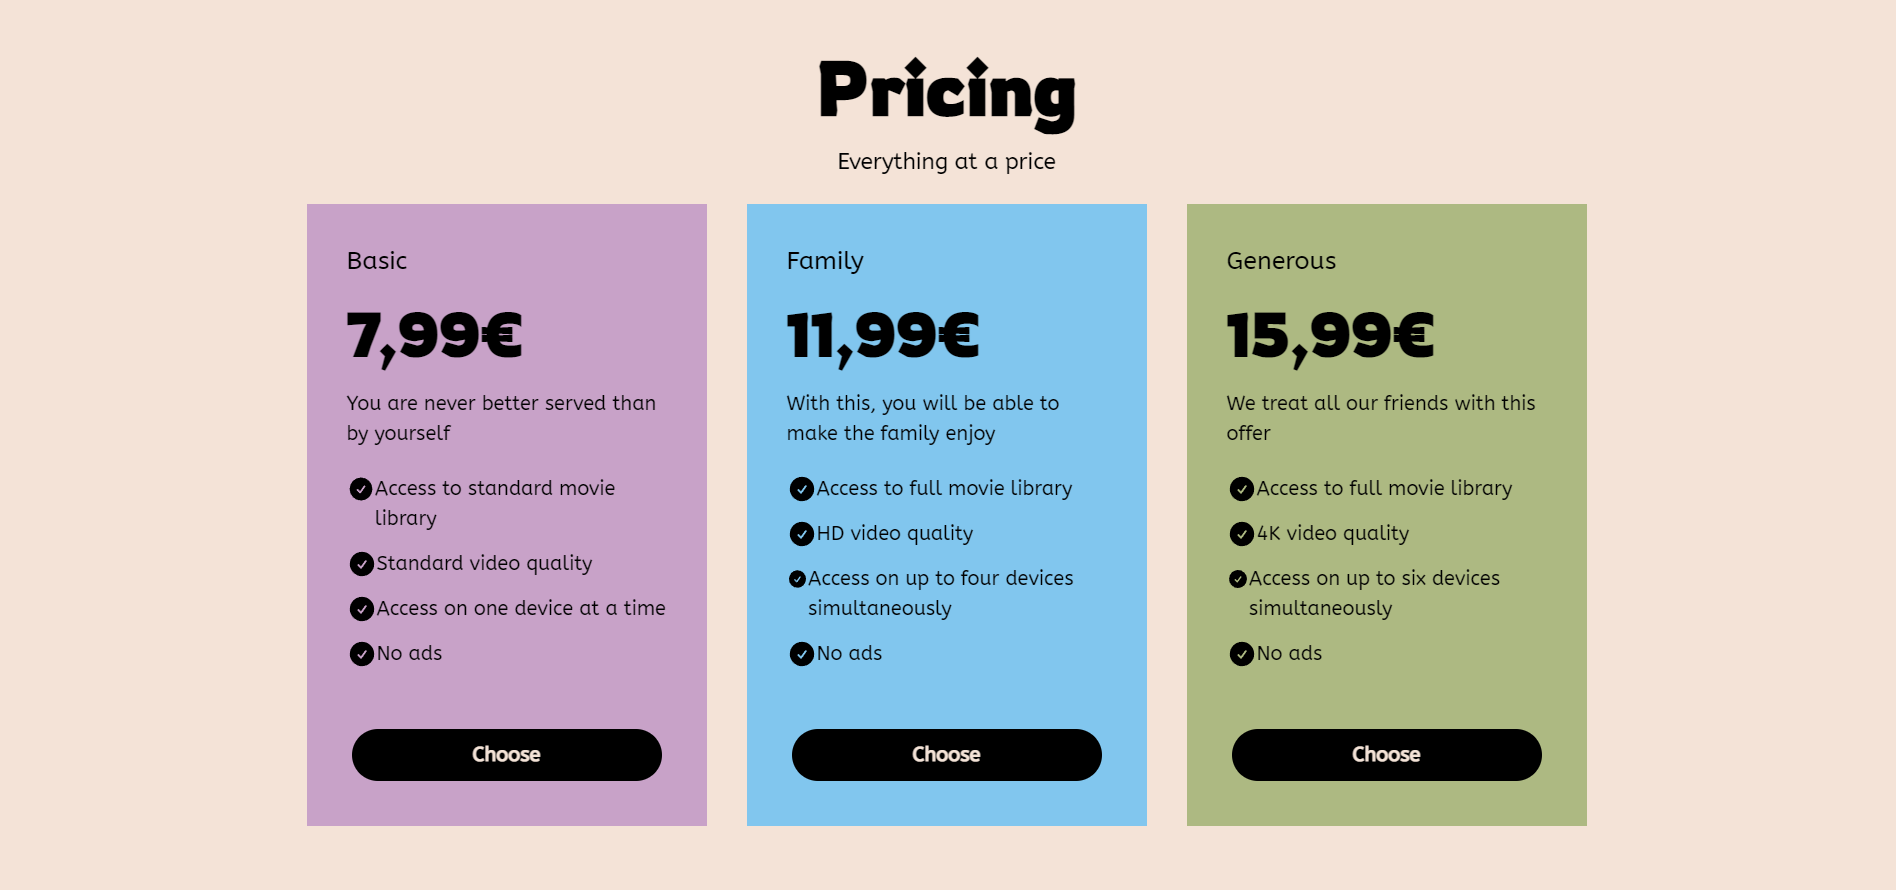 Pricing
Everything at a price
Basic
7,99€
You are never better served than
by yourself
Access to standard movie
library
Standard video quality
Access on one device at a time
No ads
Choose
Family
11,99€
With this, you will be able to
make the family enjoy
Access to full movie library
HD video quality
Access on up to four devices
simultaneously
No ads
Choose
Generous
15,99€
We treat all our friends with this
offer
Access to full movie library
4K video quality
Access on up to six devices
simultaneously
No ads
Choose